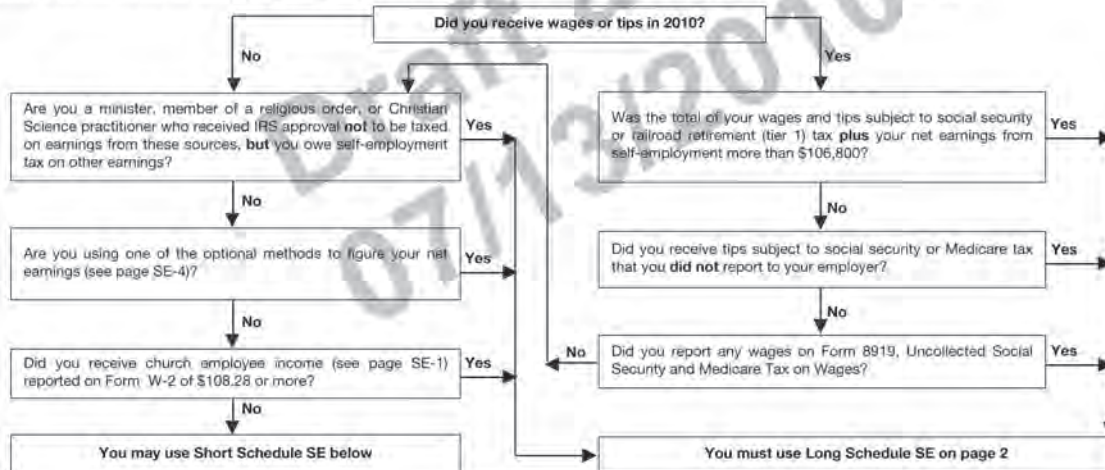 Did you receive wages or tips in 2010?
No
Yes
Are you a minister, member of a religious order, or Christian
Science practitioner who received IRS approval not to be taxed
on earnings from these sources, but you owe self-employment
tax on other earnings?
Yes
Was the total of your wages and tips subject to social security
or railroad retirement (tier 1) tax plus your net earnings from
self-employment more than $106,800?
Yes
No
No
Are you using one of the optional methods to figure your net
earnings (see page SE-4)?
Yes
Did you receive tips subject to social security or Medicare tax
that you did not report to your employer?
Yes
No
No
Did you receive church employee income (see page SE-1)
reported on Form W-2 of $108.28 or more?
Yes
No
Did you report any wages on Form 8919, Uncollected Social
Security and Medicare Tax on Wages?
Yes
No
You may use Short Schedule SE below
You must use Long Schedule SE on page 2
Draft
07/13/2010